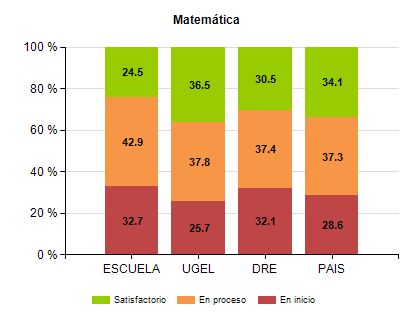 Matemática
100 %
80 %
60 %
40 %
20 %
0 %
24.5 36.5 30.5 34.1
42.9 37.8 37.4 37.3
32.7 25.7 32.1 28.6
ESCUELA UGEL DRE PAIS
Satisfactorio En proceso En inicio